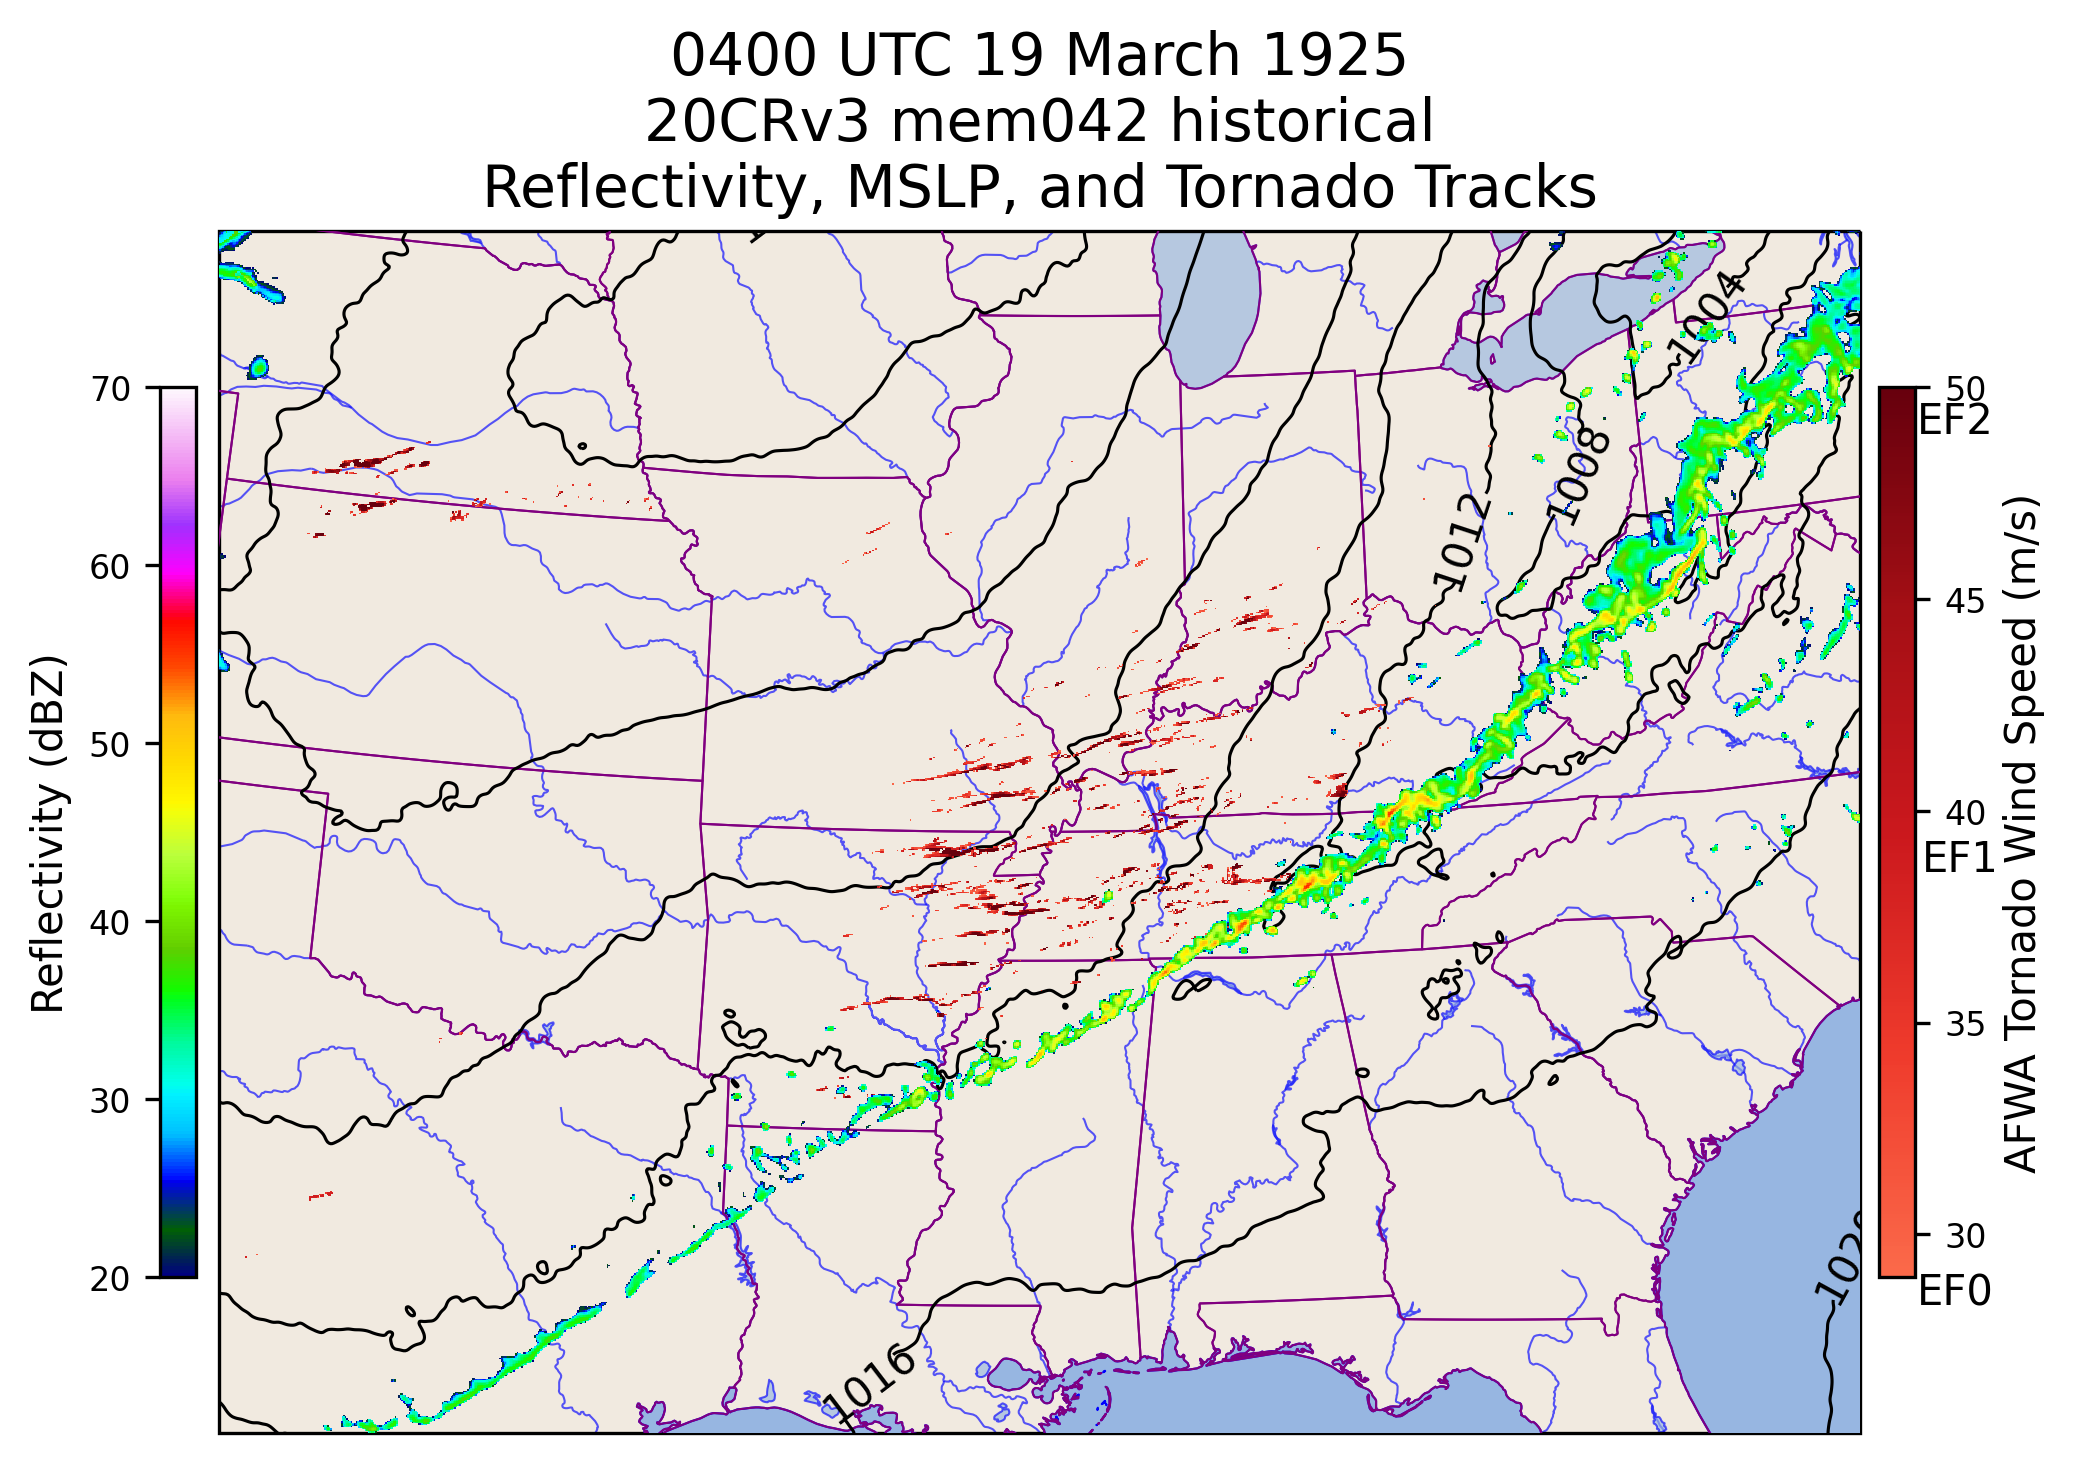 0400 UTC 19 March 1925
20CRv3 mem042 historical
Reflectivity, MSLP, and Tornado Tracks
Reflectivity (dBZ)
70
60
50
40
30
20
1004
1008
1012
1016
50
EF2
45
40
EF1
35
30
EF0
AFWA Tornado Wind Speed (m/s)